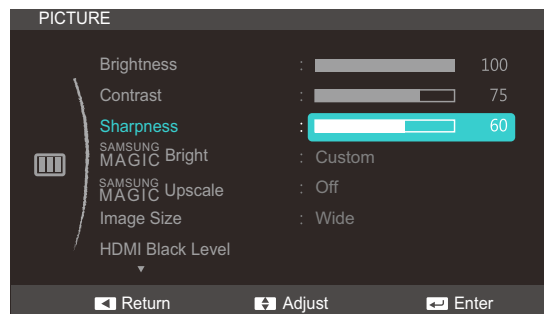 PICTURE
Brightness : 100
Contrast : 75
Sharpness : 60
SAMSUNG
MAGIC Bright : Custom
SAMSUNG
MAGIC Upscale : Off
Image Size : Wide
HDMI Black Level
Return Adjust Enter